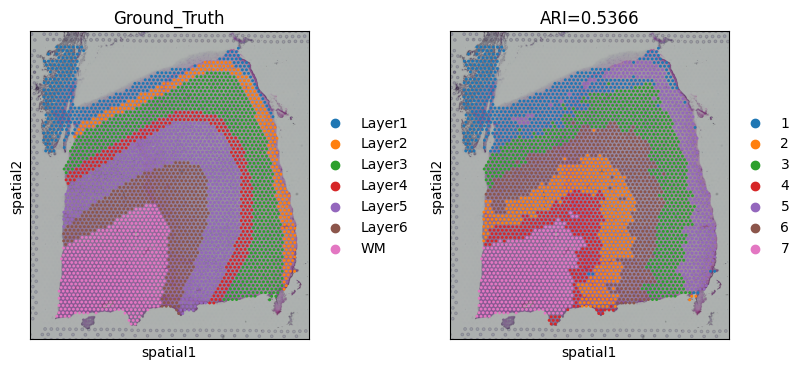 Ground_Truth
spatial2
spatial1
Layer1
Layer2
Layer3
Layer4
Layer5
Layer6
WM
ARI=0.5366
spatial2
spatial1
1
2
3
4
5
6
7